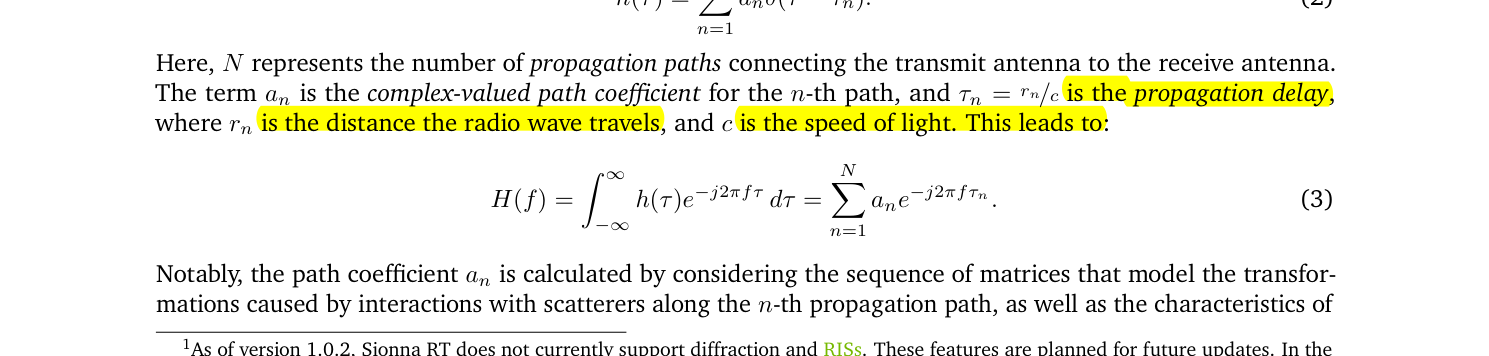 n=1 (2)
Here, N represents the number of propagation paths connecting the transmit antenna to the receive antenna.
The term aₙ is the complex-valued path coefficient for the n-th path, and τₙ = rₙ/c is the propagation delay,
where rₙ is the distance the radio wave travels, and c is the speed of light. This leads to:
H(f) = ∫_{−∞}^{∞} h(τ)e^{−j2πfτ} dτ = ∑_{n=1}^{N} aₙe^{−j2πfτₙ}. (3)
Notably, the path coefficient aₙ is calculated by considering the sequence of matrices that model the transfor-
mations caused by interactions with scatterers along the n-th propagation path, as well as the characteristics of
¹As of version 1.0.2, Sionna RT does not currently support diffraction and RISs. These features are planned for future updates. In the